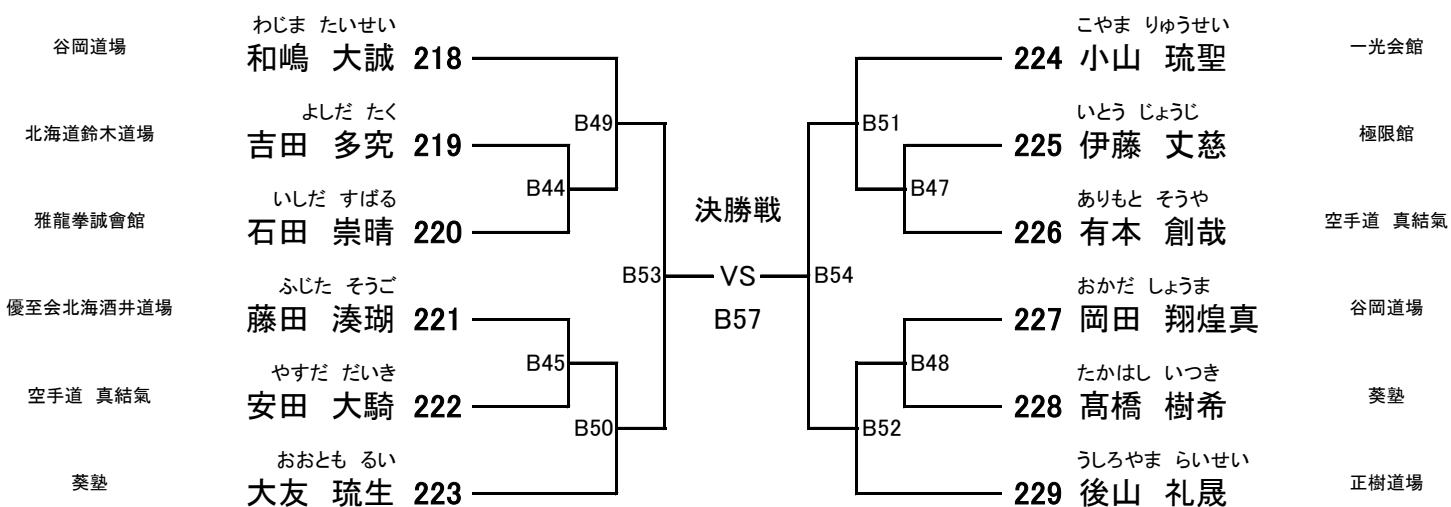 わじま たいせい
谷岡道場 和嶋 大誠 218
よしだ たく
北海道鈴木道場 吉田 多究 219
いしだ すばる
雅龍拳誠會館 石田 崇晴 220
ふじた そうご
優至会北海酒井道場 藤田 湊瑚 221
やすだ だいき
空手道 真結氣 安田 大騎 222
おおとも るい
葵塾 大友 琉生 223
B49
B44
B53
B45
B50
決勝戦
VS
B57
こやま りゅうせい
224 小山 琉聖 一光会館
いとう じょうじ
225 伊藤 丈慈 極限館
ありもと そうや
226 有本 創哉 空手道 真結氣
おかだ しょうま
227 岡田 翔煌真 谷岡道場
たかはし いつき
228 髙橋 樹希 葵塾
うしろやま らいせい
229 後山 礼晟 正樹道場
B51
B47
B54
B48
B52